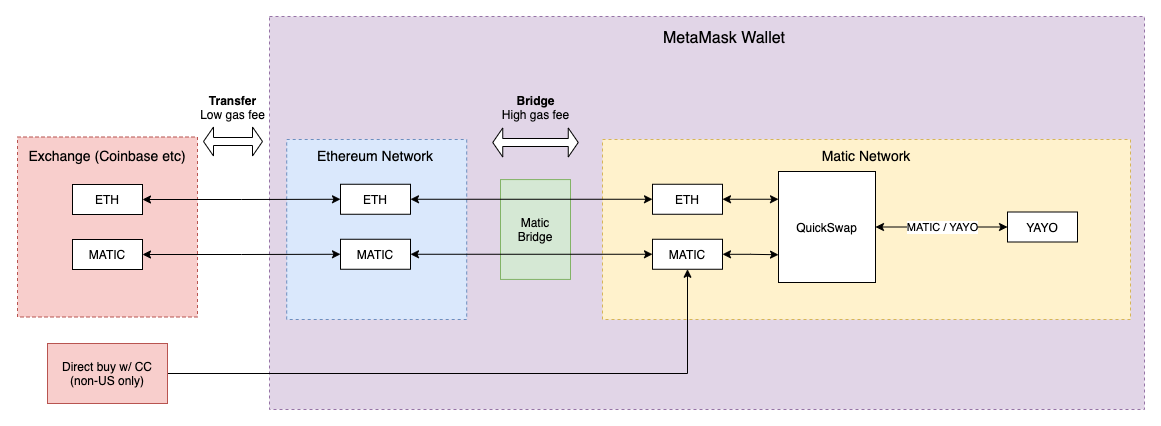 MetaMask Wallet
Transfer
Low gas fee
Bridge
High gas fee
Exchange (Coinbase etc)
ETH
MATIC
Ethereum Network
ETH
MATIC
Matic
Bridge
Matic Network
ETH
MATIC
QuickSwap
MATIC / YAYO
YAYO
Direct buy w/ CC
(non-US only)